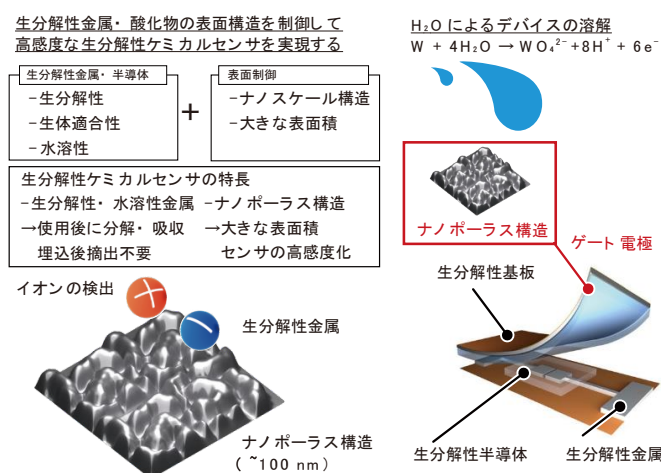 生分解性金属・酸化物の表面構造を制御して
高感度な生分解性ケミカルセンサを実現する
生分解性金属・半導体
-生分解性
-生体適合性
-水溶性
+
表面制御
-ナノスケール構造
-大きな表面積
生分解性ケミカルセンサの特長
-生分解性・水溶性金属
→使用後に分解・吸収
埋込後摘出不要
-ナノポーラス構造
→大きな表面積
センサの高感度化
イオンの検出
+
-
生分解性金属
ナノポーラス構造
(~100 nm)
H₂O によるデバイスの溶解
W + 4H₂O → WO₄²⁻ +8H⁺ + 6e⁻
ナノポーラス構造
ゲート電極
生分解性基板
生分解性半導体
生分解性金属